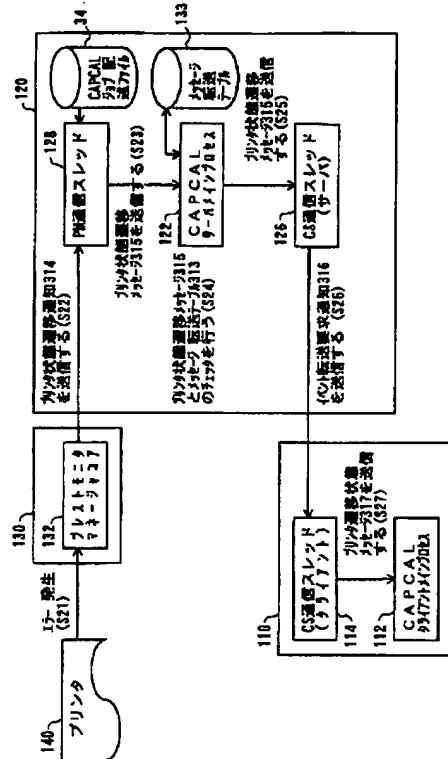 140
プリンタ
エラー 発生
(S21)
130
132
プレストモニタ
マネージャコア
プリンタ状態遷移通知314
を送信する(S22)
120
34
CAPCAL
ジョブ 配
送ファイル
133
メッセージ
転送
テーブル
128
PM通信スレッド
プリンタ状態遷移
メッセージ315を送信する(S23)
122
CAPCAL
サーバメインプロセス
プリンタ状態遷移メッセージ315
とメッセージ 転送テーブル313
のチェックを行う(S24)
プリンタ状態遷移
メッセージ315を送信
する(S25)
126
CS通信スレッド
(サーバ)
イベント転送要求通知316
を送信する(S26)
110
CS通信スレッド
(クライアント)
114
プリンタ遷移状態
メッセージ317を送信
する(S27)
112
CAPCAL
クライアントメインプロセス